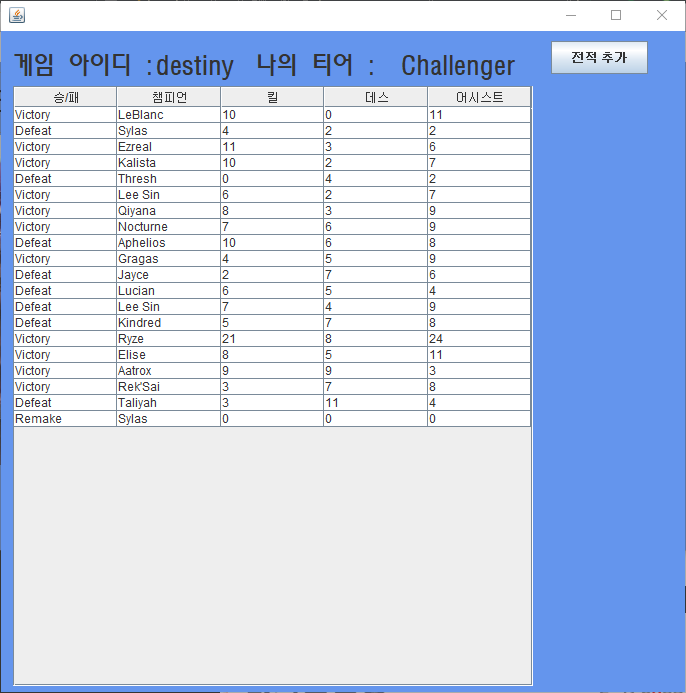 게임 아이디 :destiny 나의 티어 : Challenger 전적 추가
승/패 챔피언 킬 데스 어시스트
Victory LeBlanc 10 0 11
Defeat Sylas 4 2 2
Victory Ezreal 11 3 6
Victory Kalista 10 2 7
Defeat Thresh 0 4 2
Victory Lee Sin 6 2 7
Victory Qiyana 8 3 9
Victory Nocturne 7 6 9
Defeat Aphelios 10 6 8
Victory Gragas 4 5 9
Defeat Jayce 2 7 6
Defeat Lucian 6 5 4
Defeat Lee Sin 7 4 9
Defeat Kindred 5 7 8
Victory Ryze 21 8 24
Victory Elise 8 5 11
Victory Aatrox 9 9 3
Victory Rek'Sai 3 7 8
Defeat Taliyah 3 11 4
Remake Sylas 0 0 0